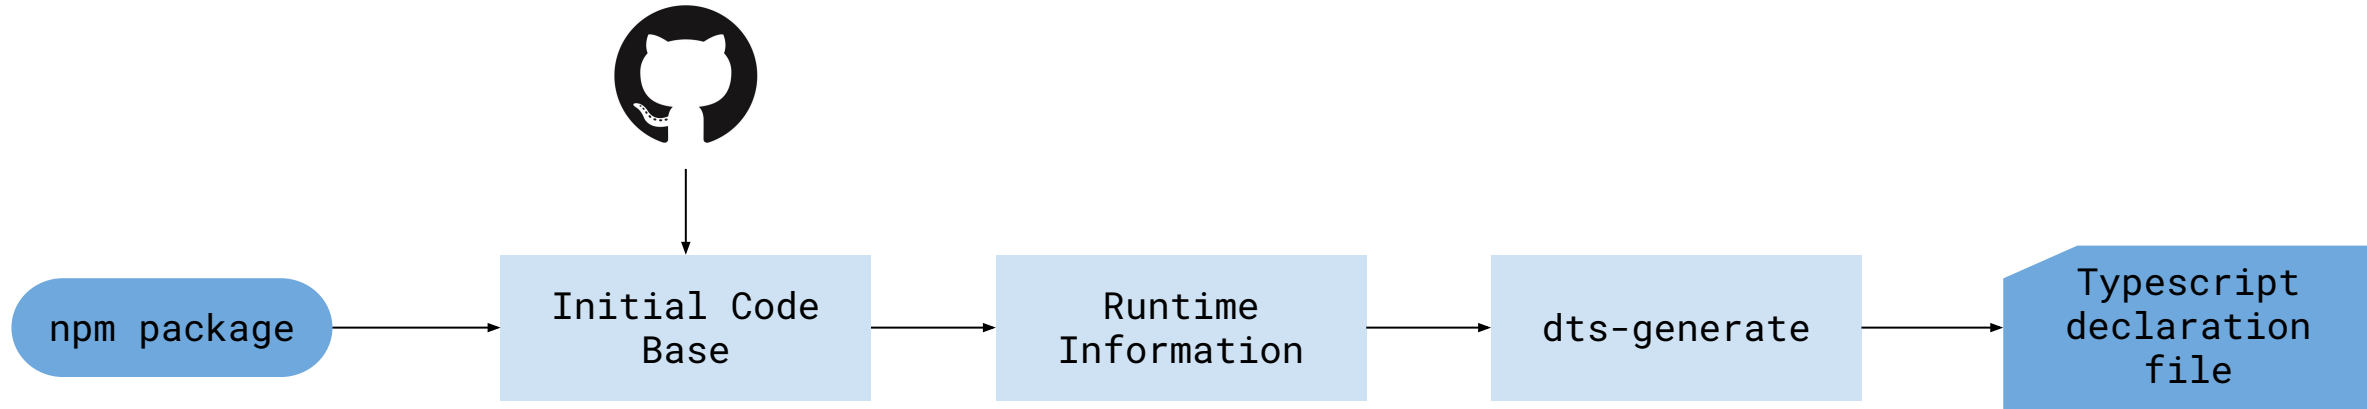 npm package
Initial Code
Base
Runtime
Information
dts-generate
Typescript
declaration
file